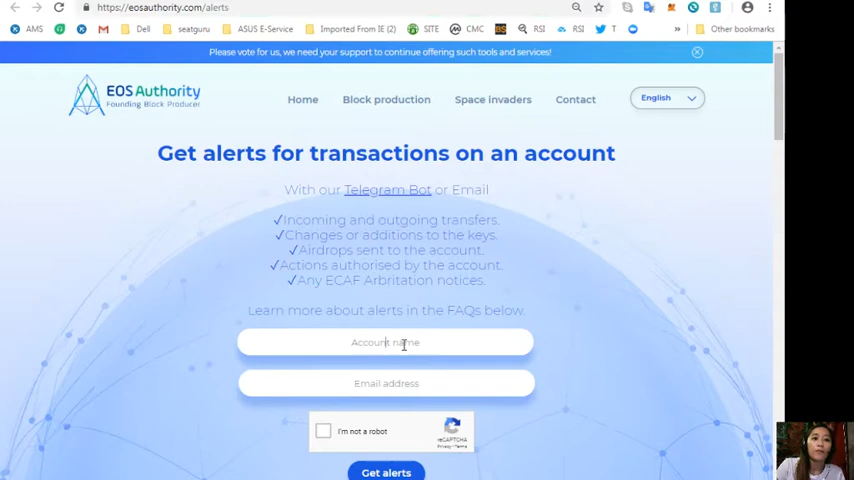 https://eosauthority.com/alerts
AMS
Gmail
Dell
seatguru
ASUS E-Service
Imported From IE (2)
SITE
CMC
RSI
RSI
T
»
Other bookmarks
Please vote for us, we need your support to continue offering such tools and services!
EOS Authority
Founding Block Producer
Home
Block production
Space invaders
Contact
English
Get alerts for transactions on an account
With our Telegram Bot or Email
✓Incoming and outgoing transfers.
✓Changes or additions to the keys.
✓Airdrops sent to the account.
✓Actions authorised by the account.
✓Any ECAF Arbritation notices.
Learn more about alerts in the FAQs below.
Account name
Email address
I'm not a robot
reCAPTCHA
Privacy - Terms
Get alerts